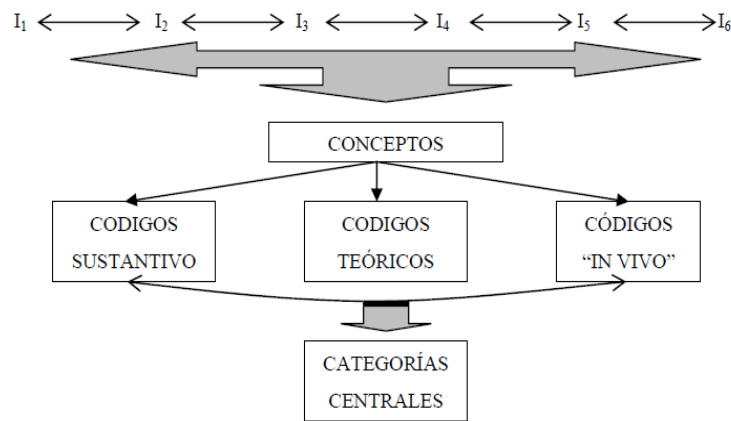 I₁ I₂ I₃ I₄ I₅ I₆
CONCEPTOS
CODIGOS
SUSTANTIVO
CODIGOS
TEÓRICOS
CÓDIGOS
“IN VIVO”
CATEGORÍAS
CENTRALES